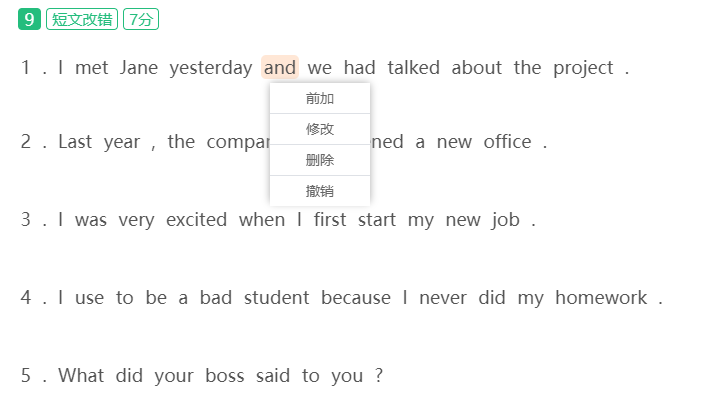 9 短文改错 7分
1 . I met Jane yesterday and we had talked about the project .
前加
修改
删除
撤销
2 . Last year , the a new office .
3 . I was very excited when I first start my new job .
4 . I use to be a bad student because I never did my homework .
5 . What did your boss said to you ?